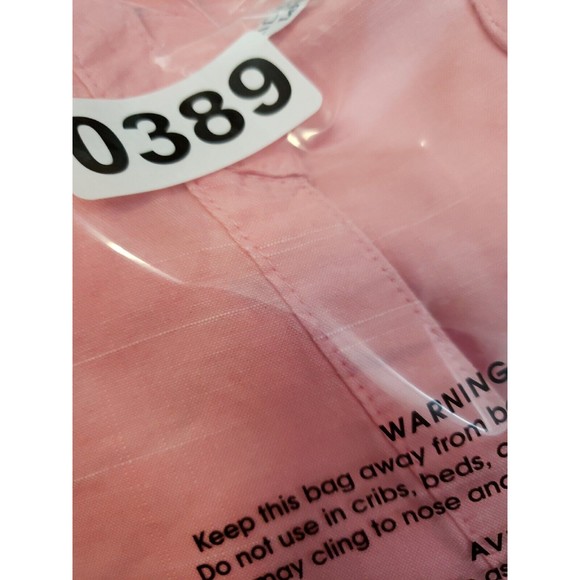 0389
WARNING
Keep this bag away from
Do not use in cribs, beds,
may cling to nose and